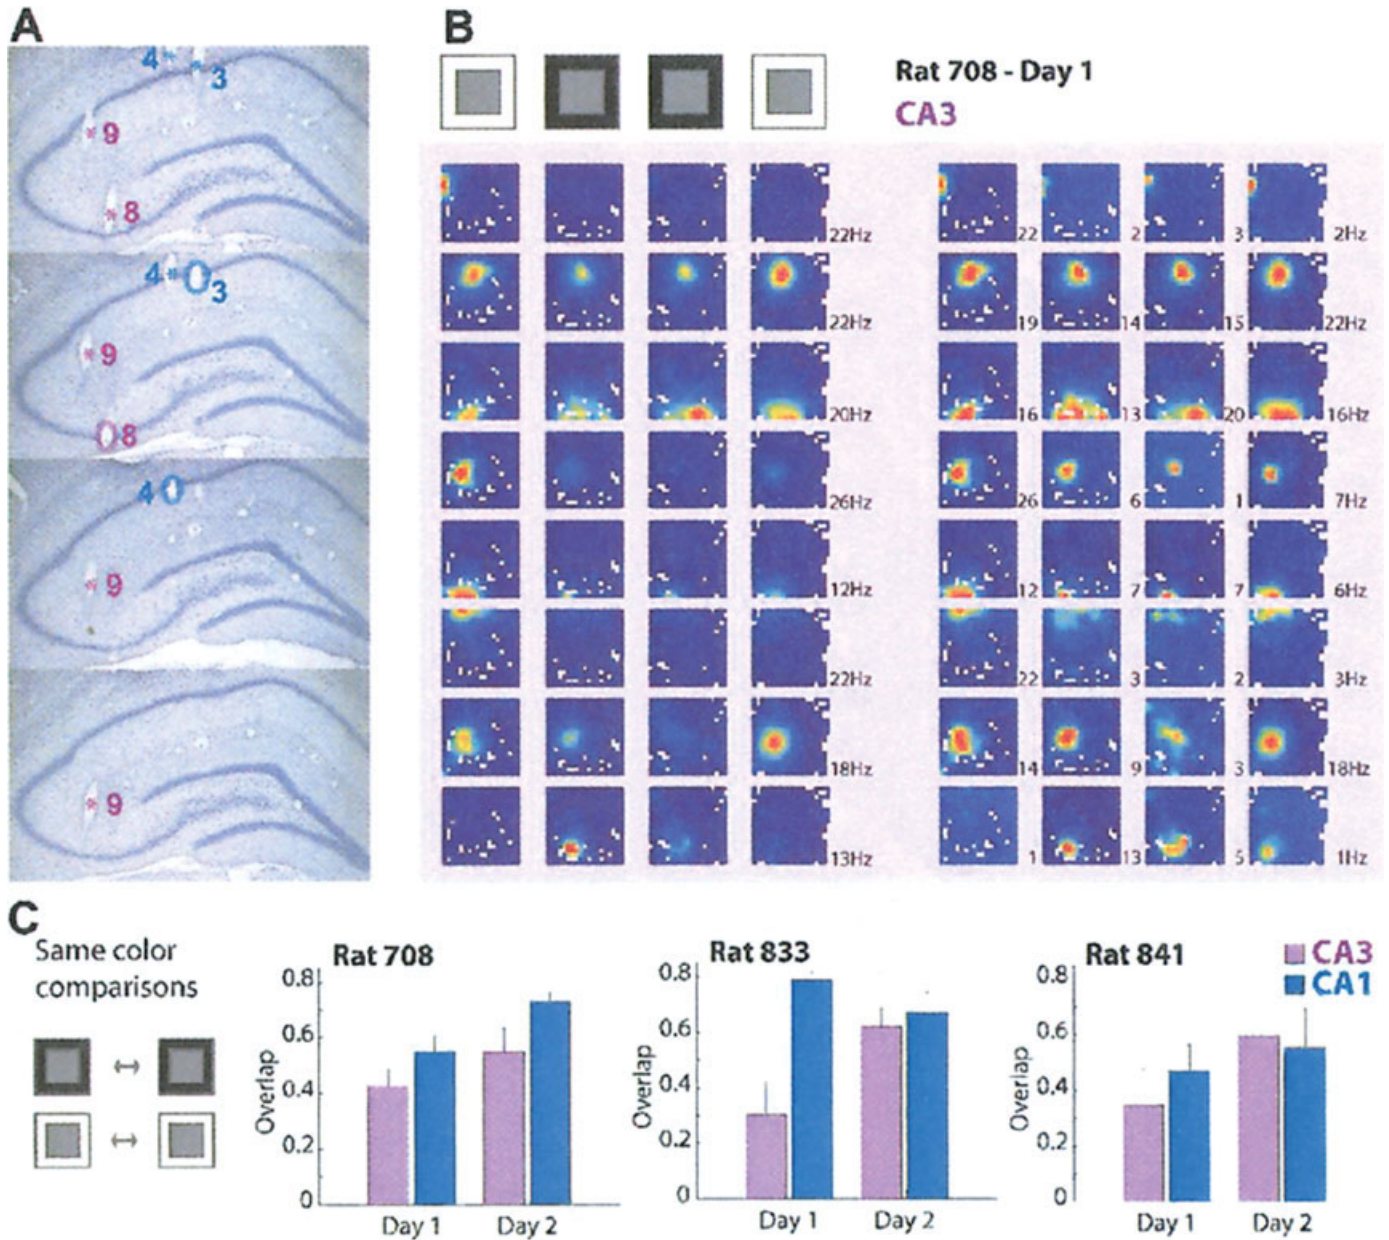 A
4 * * 3
* 9
* 8
4 * 3
* 9
8
4
* 9
* 9
B
Rat 708 - Day 1
CA3
22Hz 22 2 3 2Hz
22Hz 19 14 15 22Hz
20Hz 16 13 20 16Hz
26Hz 26 6 1 7Hz
12Hz 12 7 7 6Hz
22Hz 22 3 2 3Hz
18Hz 14 9 3 18Hz
13Hz 1 13 5 1Hz
C
Same color
comparisons
Rat 708
Overlap
0.8
0.6
0.4
0.2
0
Day 1 Day 2
Rat 833
Overlap
0.8
0.6
0.4
0.2
0
Day 1 Day 2
Rat 841
Overlap
0.8
0.6
0.4
0.2
0
Day 1 Day 2
CA3
CA1